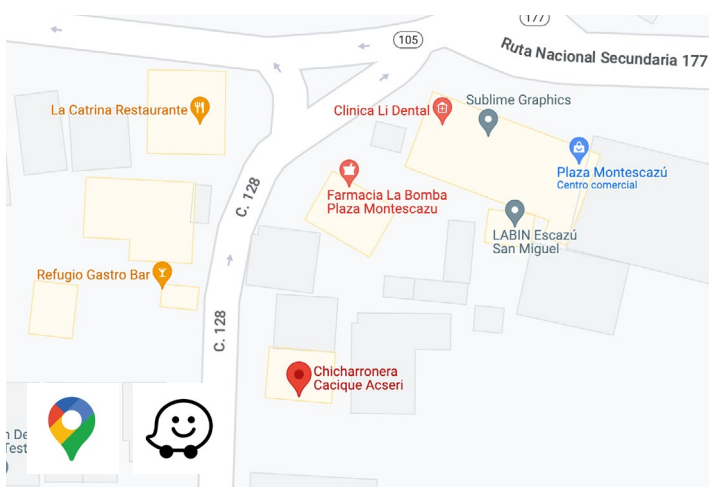 177
105
Ruta Nacional Secundaria 177
La Catrina Restaurante
Clinica Li Dental
Sublime Graphics
Plaza Montescazú
Centro comercial
Farmacia La Bomba
Plaza Montescazu
C. 128
LABIN Escazú
San Miguel
Refugio Gastro Bar
C. 128
Chicharronera
Cacique Acseri